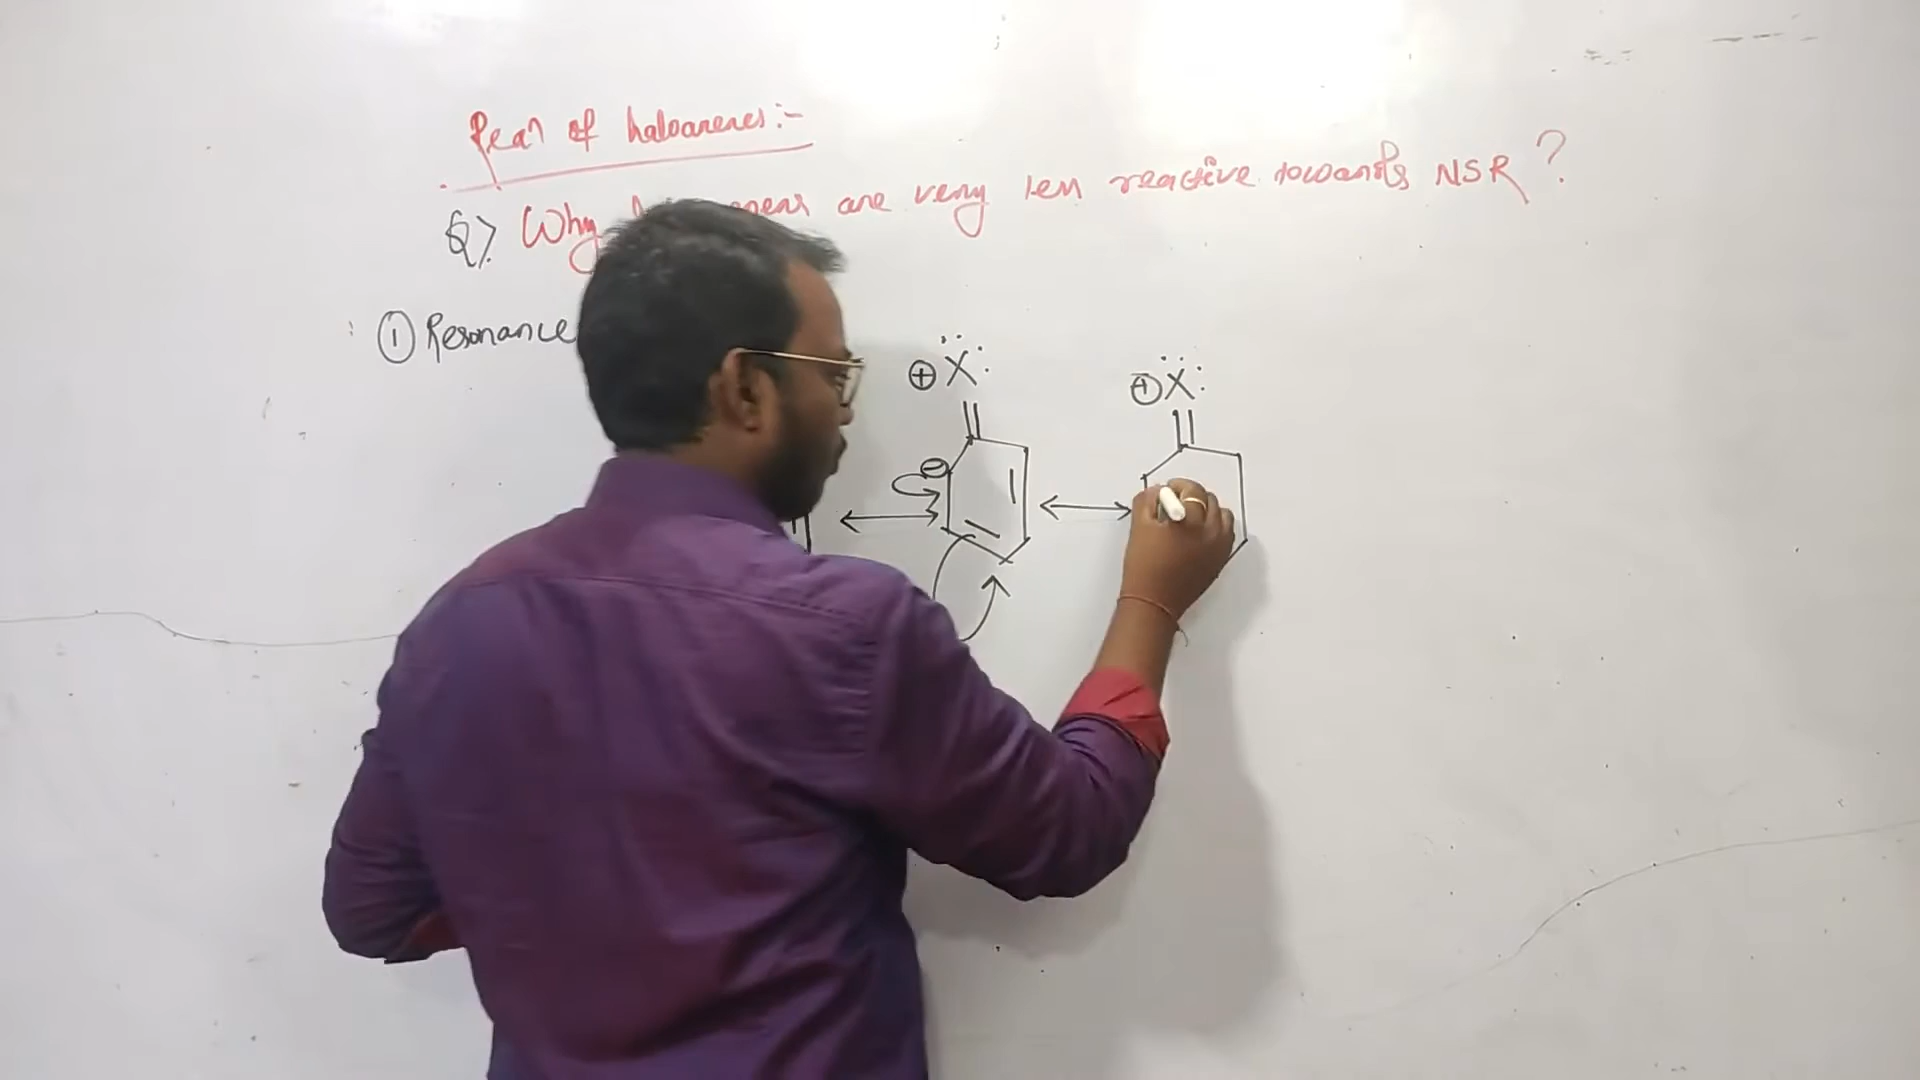 Rean of haloarenes:-
Q> Why are very less reactive towards NSR ?
① Resonance
⊕ X: ⊕ X:
⊖